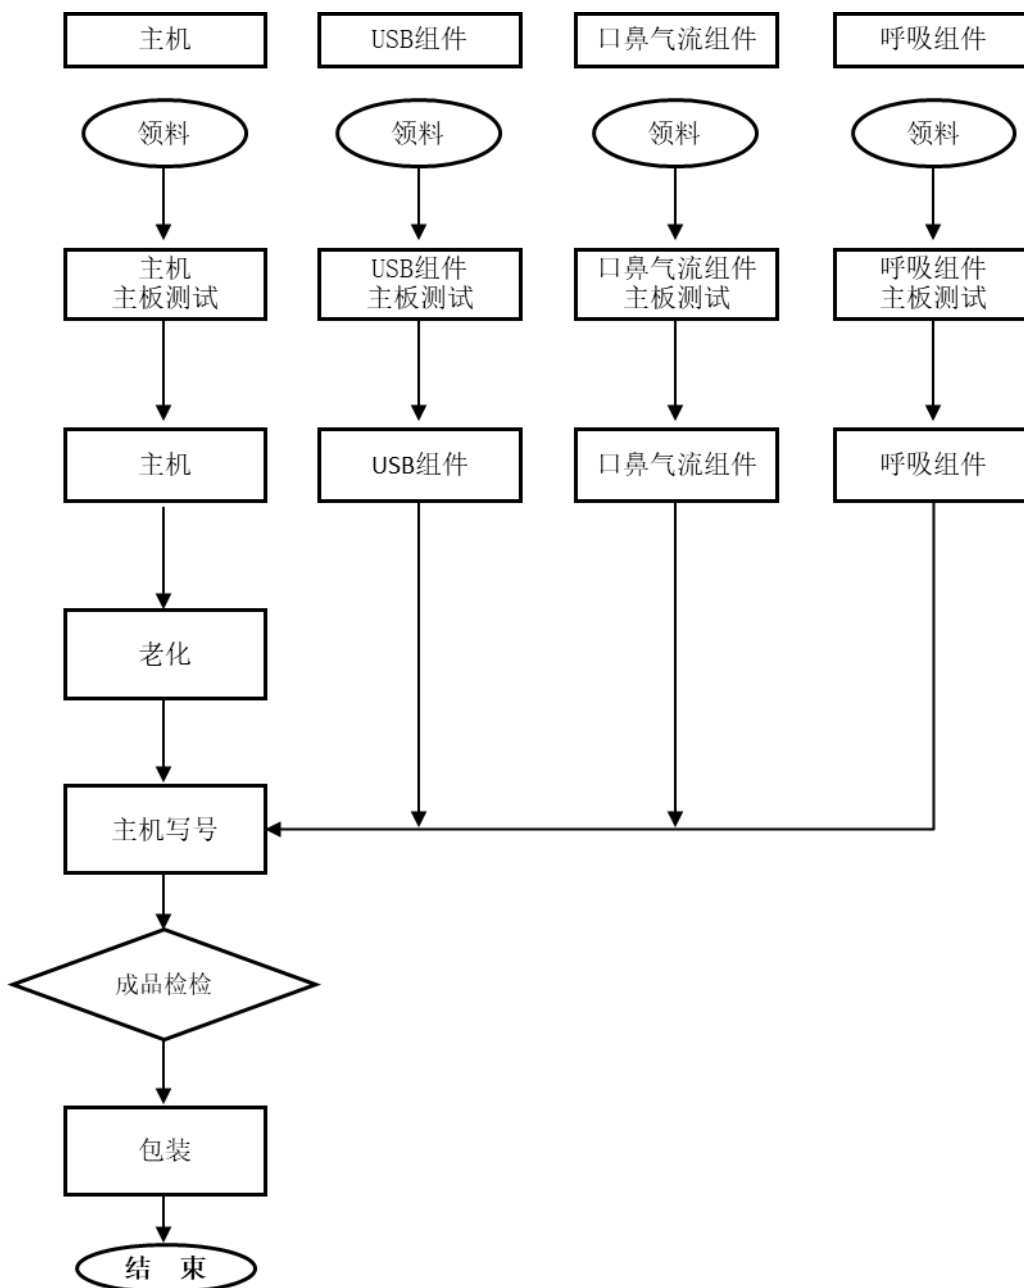 主机
USB组件
口鼻气流组件
呼吸组件
领料
领料
领料
领料
主机
主板测试
USB组件
主板测试
口鼻气流组件
主板测试
呼吸组件
主板测试
主机
USB组件
口鼻气流组件
呼吸组件
老化
主机写号
成品检检
包装
结 束